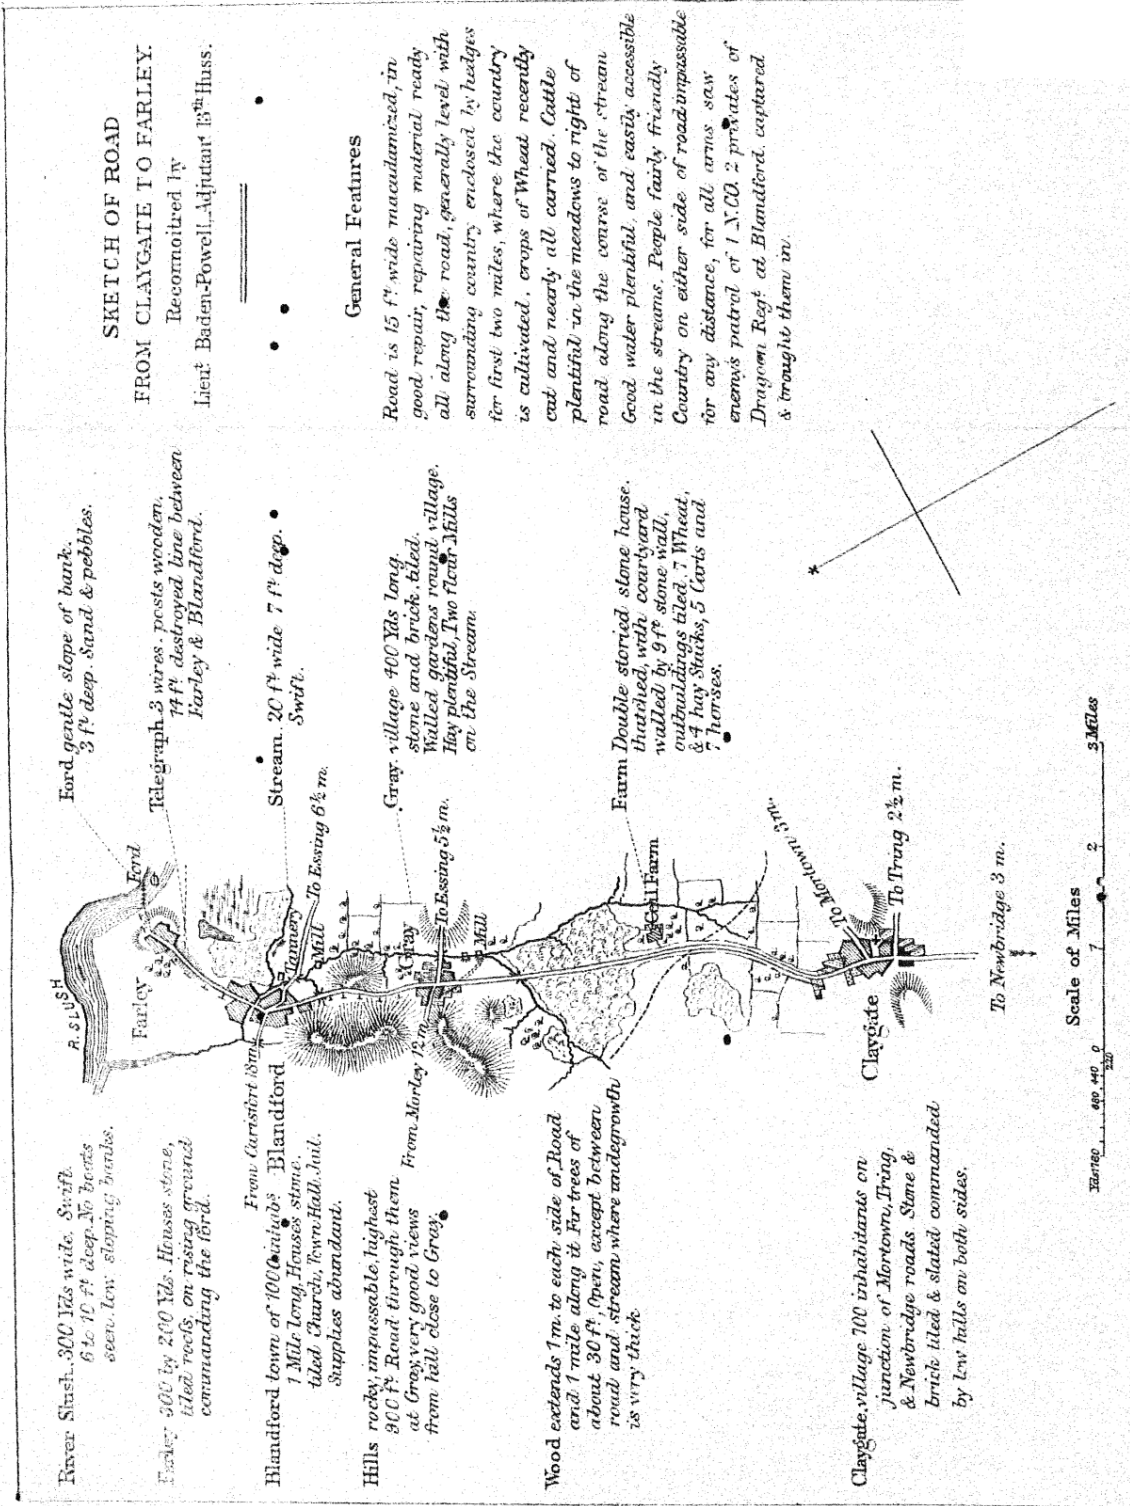 SKETCH OF ROAD
FROM CLAYGATE TO FARLEY.
Reconnoitred by
Lieut Baden-Powell, Adjutant 13th Huss.
General Features
Road is 15 ft wide macadamized, in
good repair, repairing material ready
all along the road, generally level with
surrounding country enclosed by hedges
for first two miles, where the country
is cultivated, crops of Wheat recently
cut and nearly all carried. Cattle
plentiful in the meadows to right of
road along the course of the stream
Good water plentiful, and easily accessible
in the streams. People fairly friendly
Country on either side of road impassable
for any distance, for all arms saw
enemy's patrol of 1 N.C.O. 2 privates of
Dragoon Regt at Blandford, captured
& brought them in.
Ford gentle slope of bank.
3 ft deep. Sand & pebbles.
Telegraph 3 wires. posts wooden.
14 ft destroyed line between
Farley & Blandford.
Stream. 20 ft wide 7 ft deep.
Swift.
Gray. village 400 Yds long
stone and brick, tiled.
Walled gardens round village.
Hay plentiful, Two flour Mills
on the Stream.
Farm Double storied stone house.
thatched, with courtyard
walled by 9 ft stone wall,
outbuildings tiled. 7 Wheat,
& 4 hay Stacks, 5 Carts and
7 horses.
R. SLUSH
Ford
Farley
Tannery
To Essing 6½ m.
Mill
From 13 m
Blandford
Gray
To Essing 5½ m.
Mill
From Morley 12 m
Farm
To Mortown 5 m.
To Tring 2½ m.
Claygate
To Newbridge 3 m.
River Slush. 300 Yds wide. Swift.
6 to 10 ft deep. No boats
seen. low sloping banks.
Farley 300 by 200 Yds. Houses stone,
tiled roofs, on rising ground
commanding the ford.
Blandford town of 1000 inhabs
1 Mile long, Houses stone.
tiled Church, Town Hall, Jail.
Supplies abundant.
Hills rocky, impassable, highest
900 ft Road through them
at Gray, very good views
from hill close to Gray.
Wood extends 1 m. to each side of Road
and 1 mile along it Fir trees of
about 30 ft, Open, except between
road and stream where undegrowth
is very thick
Claygate, village 700 inhabitants on
junction of Mortown, Tring,
& Newbridge roads Stone &
brick tiled & slated commanded
by low hills on both sides.
Scale of Miles
Yds 1760 880 440 0 1 2 3 Miles
220